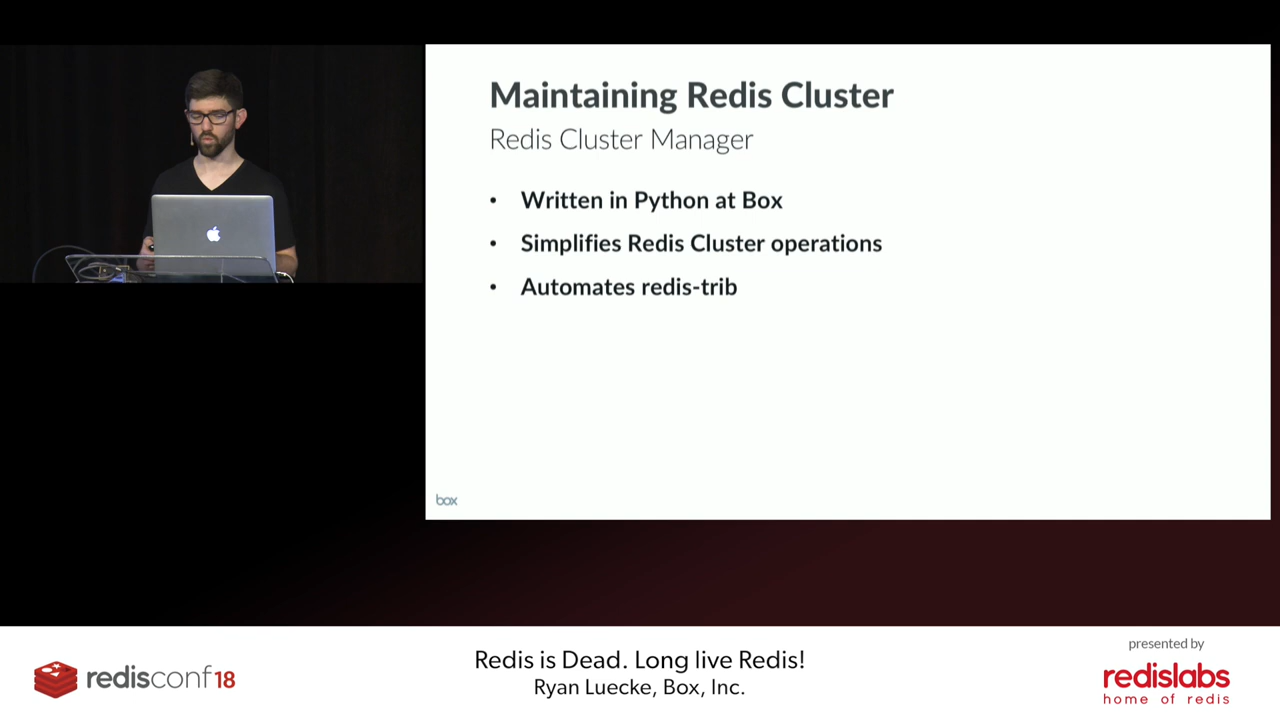 Maintaining Redis Cluster
Redis Cluster Manager
• Written in Python at Box
• Simplifies Redis Cluster operations
• Automates redis-trib
box
redisconf18
Redis is Dead. Long live Redis!
Ryan Luecke, Box, Inc.
presented by
redislabs
home of redis